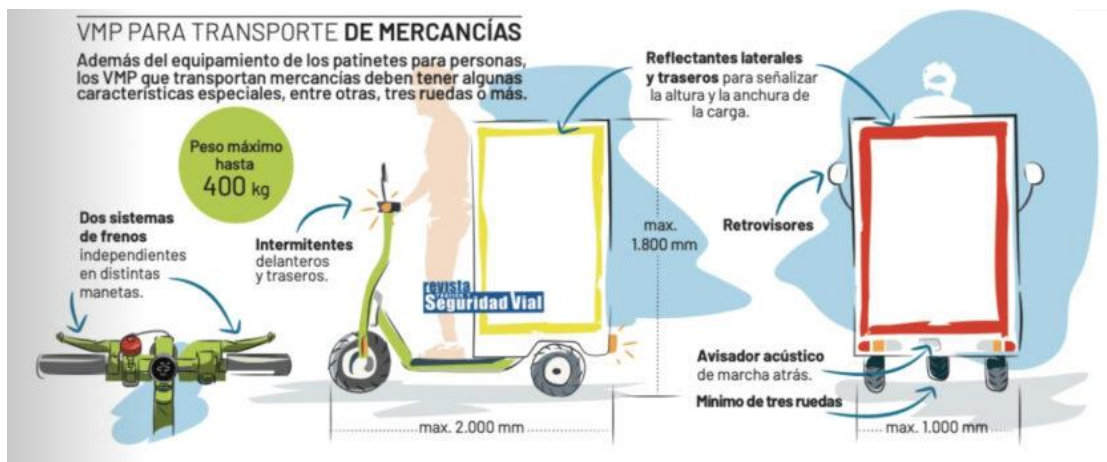 VMP PARA TRANSPORTE DE MERCANCÍAS
Además del equipamiento de los patinetes para personas,
los VMP que transportan mercancías deben tener algunas
características especiales, entre otras, tres ruedas o más.
Peso máximo
hasta
400 kg
Dos sistemas
de frenos
independientes
en distintas
manetas.
Intermitentes
delanteros
y traseros.
revista
Seguridad Vial
max. 2.000 mm
max.
1.800 mm
Reflectantes laterales
y traseros para señalizar
la altura y la anchura de
la carga.
Retrovisores
Avisador acústico
de marcha atrás.
Mínimo de tres ruedas
max. 1.000 mm